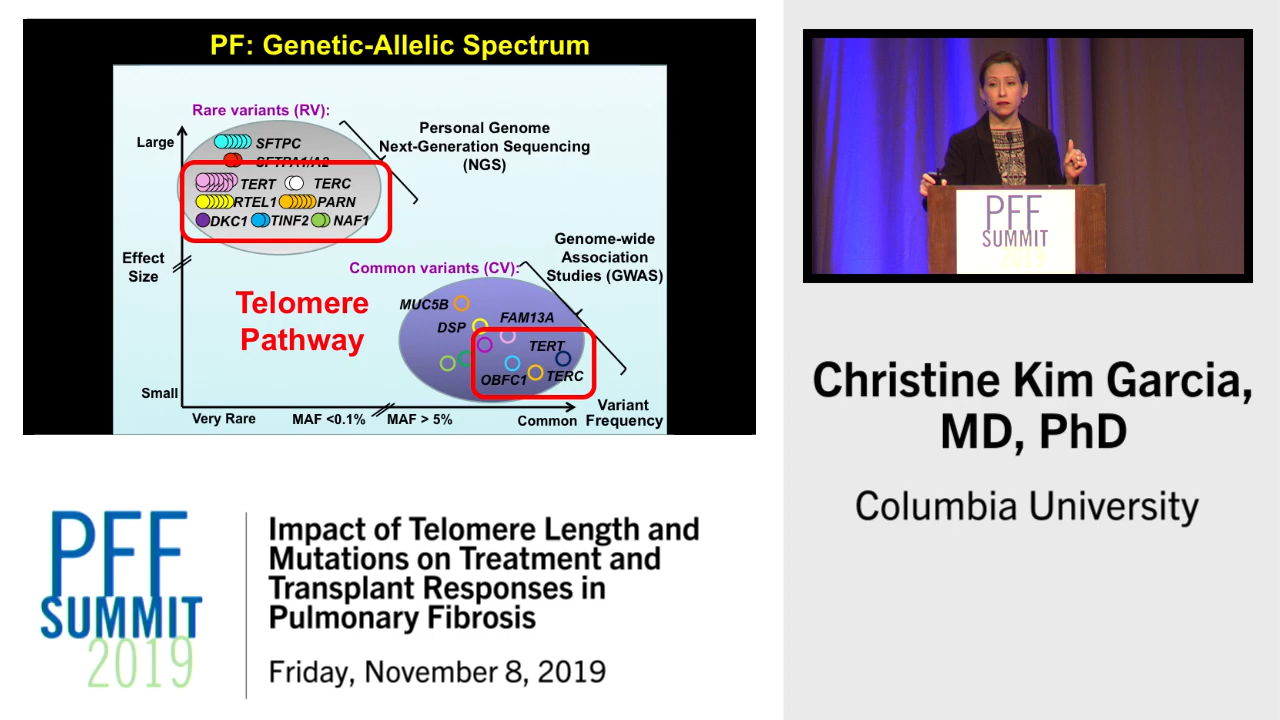 PF: Genetic-Allelic Spectrum
Rare variants (RV):
Large
SFTPC
SFTPA1/A2
TERT TERC
RTEL1 PARN
DKC1 TINF2 NAF1
Personal Genome
Next-Generation Sequencing
(NGS)
Effect
Size
Genome-wide
Association
Studies (GWAS)
Common variants (CV):
Telomere
Pathway
MUC5B
DSP
FAM13A
TERT
OBFC1
TERC
Small
Very Rare
MAF <0.1%
MAF > 5%
Common
Variant
Frequency
PFF
SUMMIT
2019
Christine Kim Garcia,
MD, PhD
Columbia University
PFF
SUMMIT
2019
Impact of Telomere Length and
Mutations on Treatment and
Transplant Responses in
Pulmonary Fibrosis
Friday, November 8, 2019